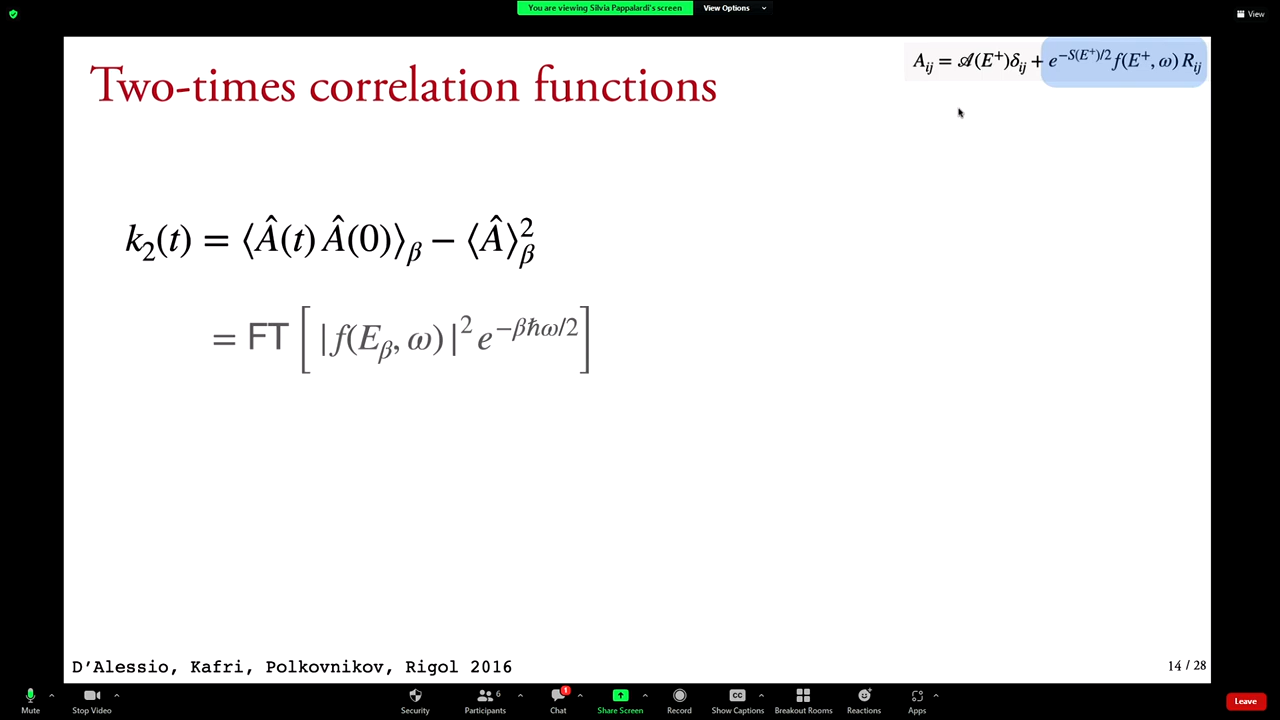 You are viewing Silvia Pappalardi's screen
View Options
View
Two-times correlation functions
A_{ij} = 𝒜(E^+)δ_{ij} + e^{-S(E^+)/2} f(E^+, ω) R_{ij}
k_2(t) = ⟨Â(t) Â(0)⟩_β − ⟨Â⟩_β^2
= FT [ |f(E_β, ω)|^2 e^{−βℏω/2} ]
D'Alessio, Kafri, Polkovnikov, Rigol 2016
14 / 28
6
1
Mute
Stop Video
Security
Participants
Chat
Share Screen
Record
CC
Show Captions
Breakout Rooms
Reactions
Apps
Leave